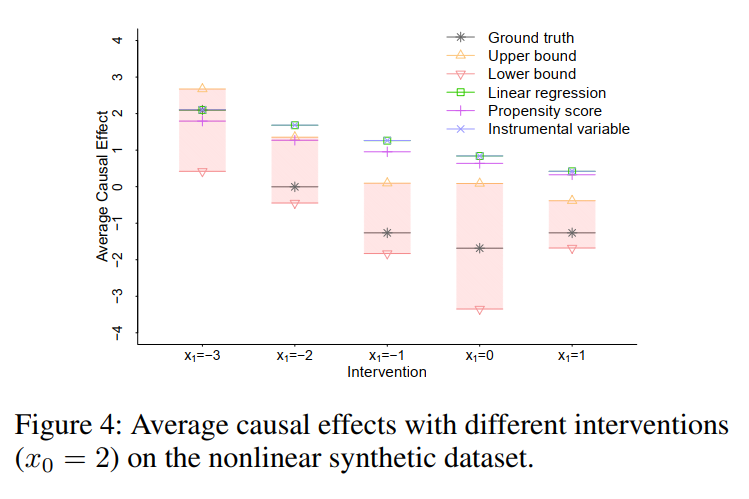 4
3
2
1
0
−1
−2
−3
−4
Average Causal Effect
Ground truth
Upper bound
Lower bound
Linear regression
Propensity score
Instrumental variable
x₁=−3 x₁=−2 x₁=−1 x₁=0 x₁=1
Intervention
Figure 4: Average causal effects with different interventions
(x₀ = 2) on the nonlinear synthetic dataset.